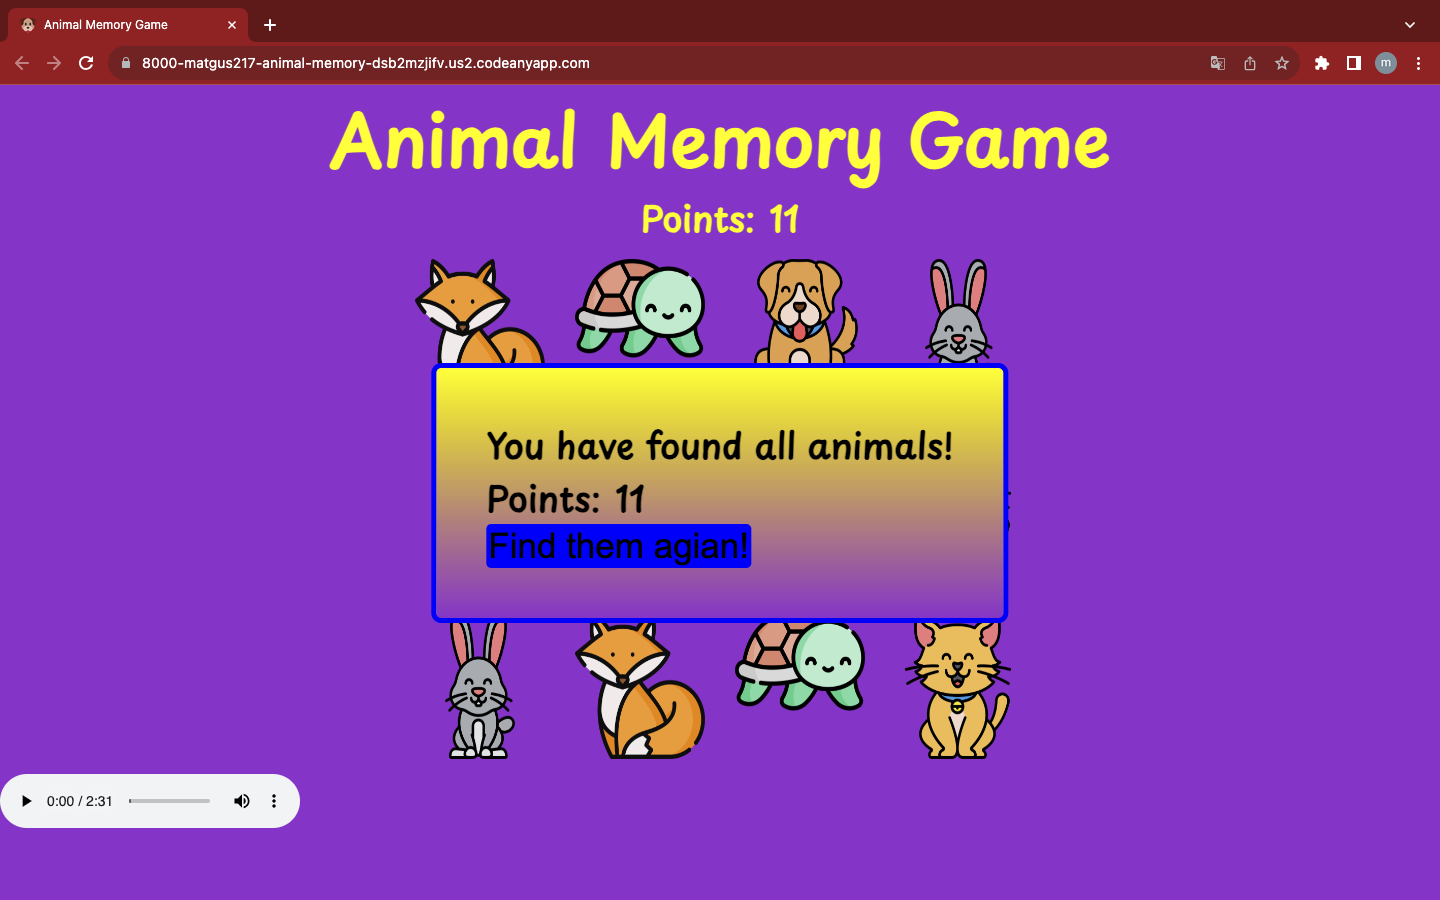 Animal Memory Game
8000-matgus217-animal-memory-dsb2mzjifv.us2.codeanyapp.com
m
Animal Memory Game
Points: 11
You have found all animals!
Points: 11
Find them agian!
0:00 / 2:31